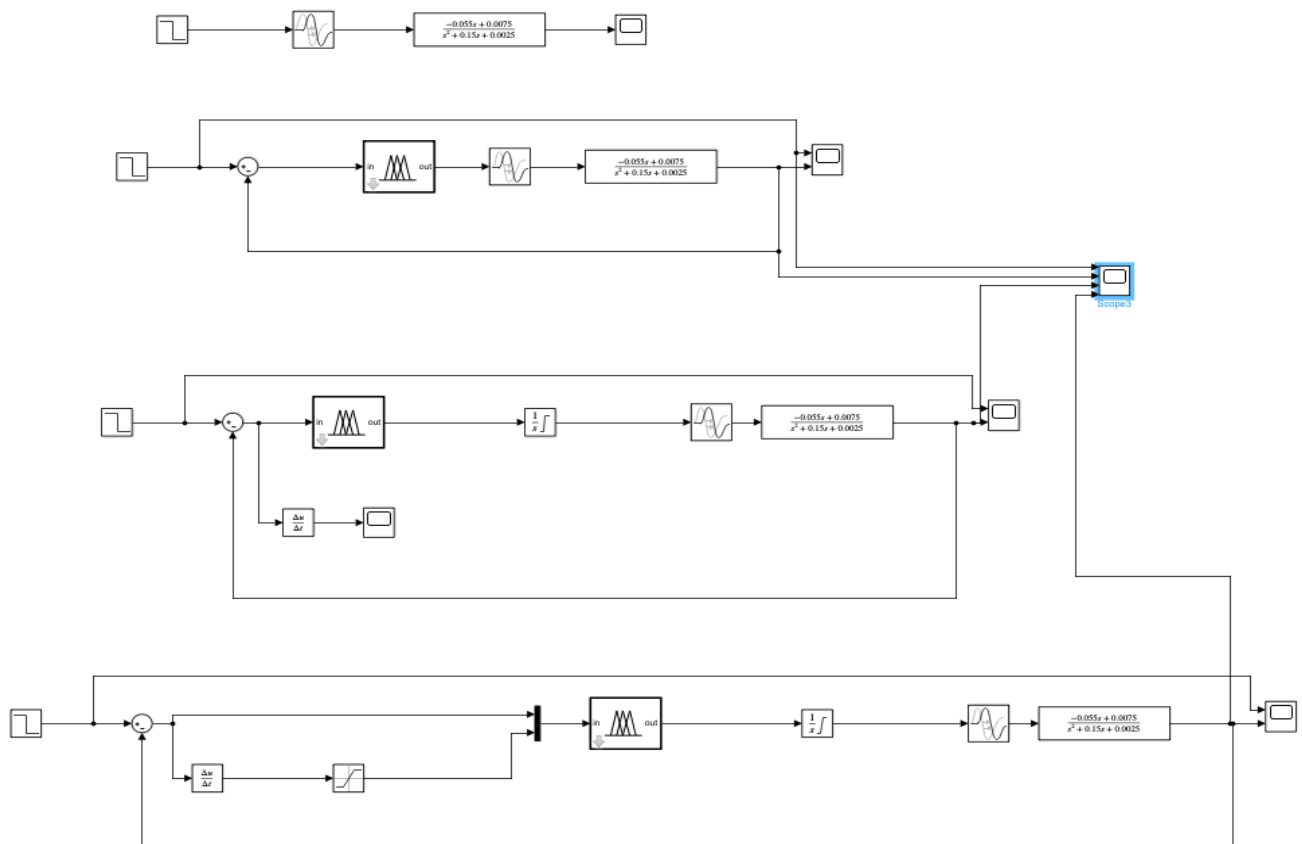 -0.055s + 0.0075
s² + 0.15s + 0.0025
in out
-0.055s + 0.0075
s² + 0.15s + 0.0025
Scope3
in out
1
s
-0.055s + 0.0075
s² + 0.15s + 0.0025
Δu
Δt
in out
1
s
-0.055s + 0.0075
s² + 0.15s + 0.0025
Δu
Δt